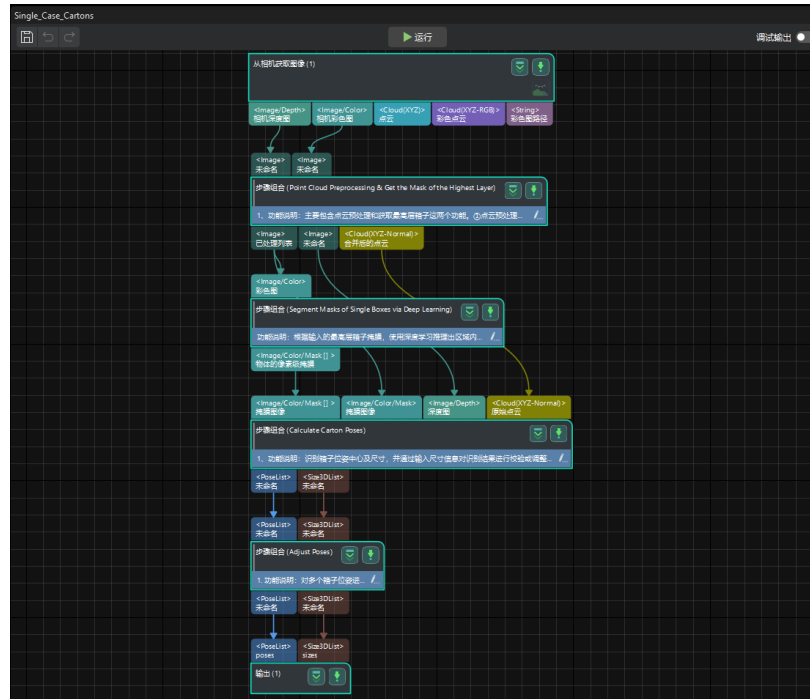 Single_Case_Cartons
运行
调试输出
从相机获取图像 (1)
<Image/Depth> <Image/Color> <Cloud(XYZ)> <Cloud(XYZ-RGB)> <String>
相机深度图 相机彩色图 点云 彩色点云 彩色图路径
<Image> <Image>
未命名 未命名
步骤组合 (Point Cloud Preprocessing & Get the Mask of the Highest Layer)
1、功能说明：主要包含点云预处理和获取最高层箱子这两个功能，①点云预处理...
<Image> <Image> <Cloud(XYZ-Normal)>
已处理列表 未命名 合并后的点云
<Image/Color>
彩色图
步骤组合 (Segment Masks of Single Boxes via Deep Learning)
功能说明：根据输入的最高层箱子掩膜，使用深度学习推理出区域内...
<Image/Color/Mask [] >
物体的像素级掩膜
<Image/Color/Mask [] > <Image/Color/Mask> <Image/Depth> <Cloud(XYZ-Normal)>
掩膜图像 掩膜图像 深度图 原始点云
步骤组合 (Calculate Carton Poses)
1、功能说明：识别箱子位姿中心及尺寸，并通过输入尺寸信息对识别结果进行校验或调整...
<PoseList> <Size3DList>
未命名 未命名
<PoseList> <Size3DList>
未命名 未命名
步骤组合 (Adjust Poses)
1. 功能说明：对多个箱子位姿进...
<PoseList> <Size3DList>
未命名 未命名
<PoseList> <Size3DList>
poses sizes
输出 (1)